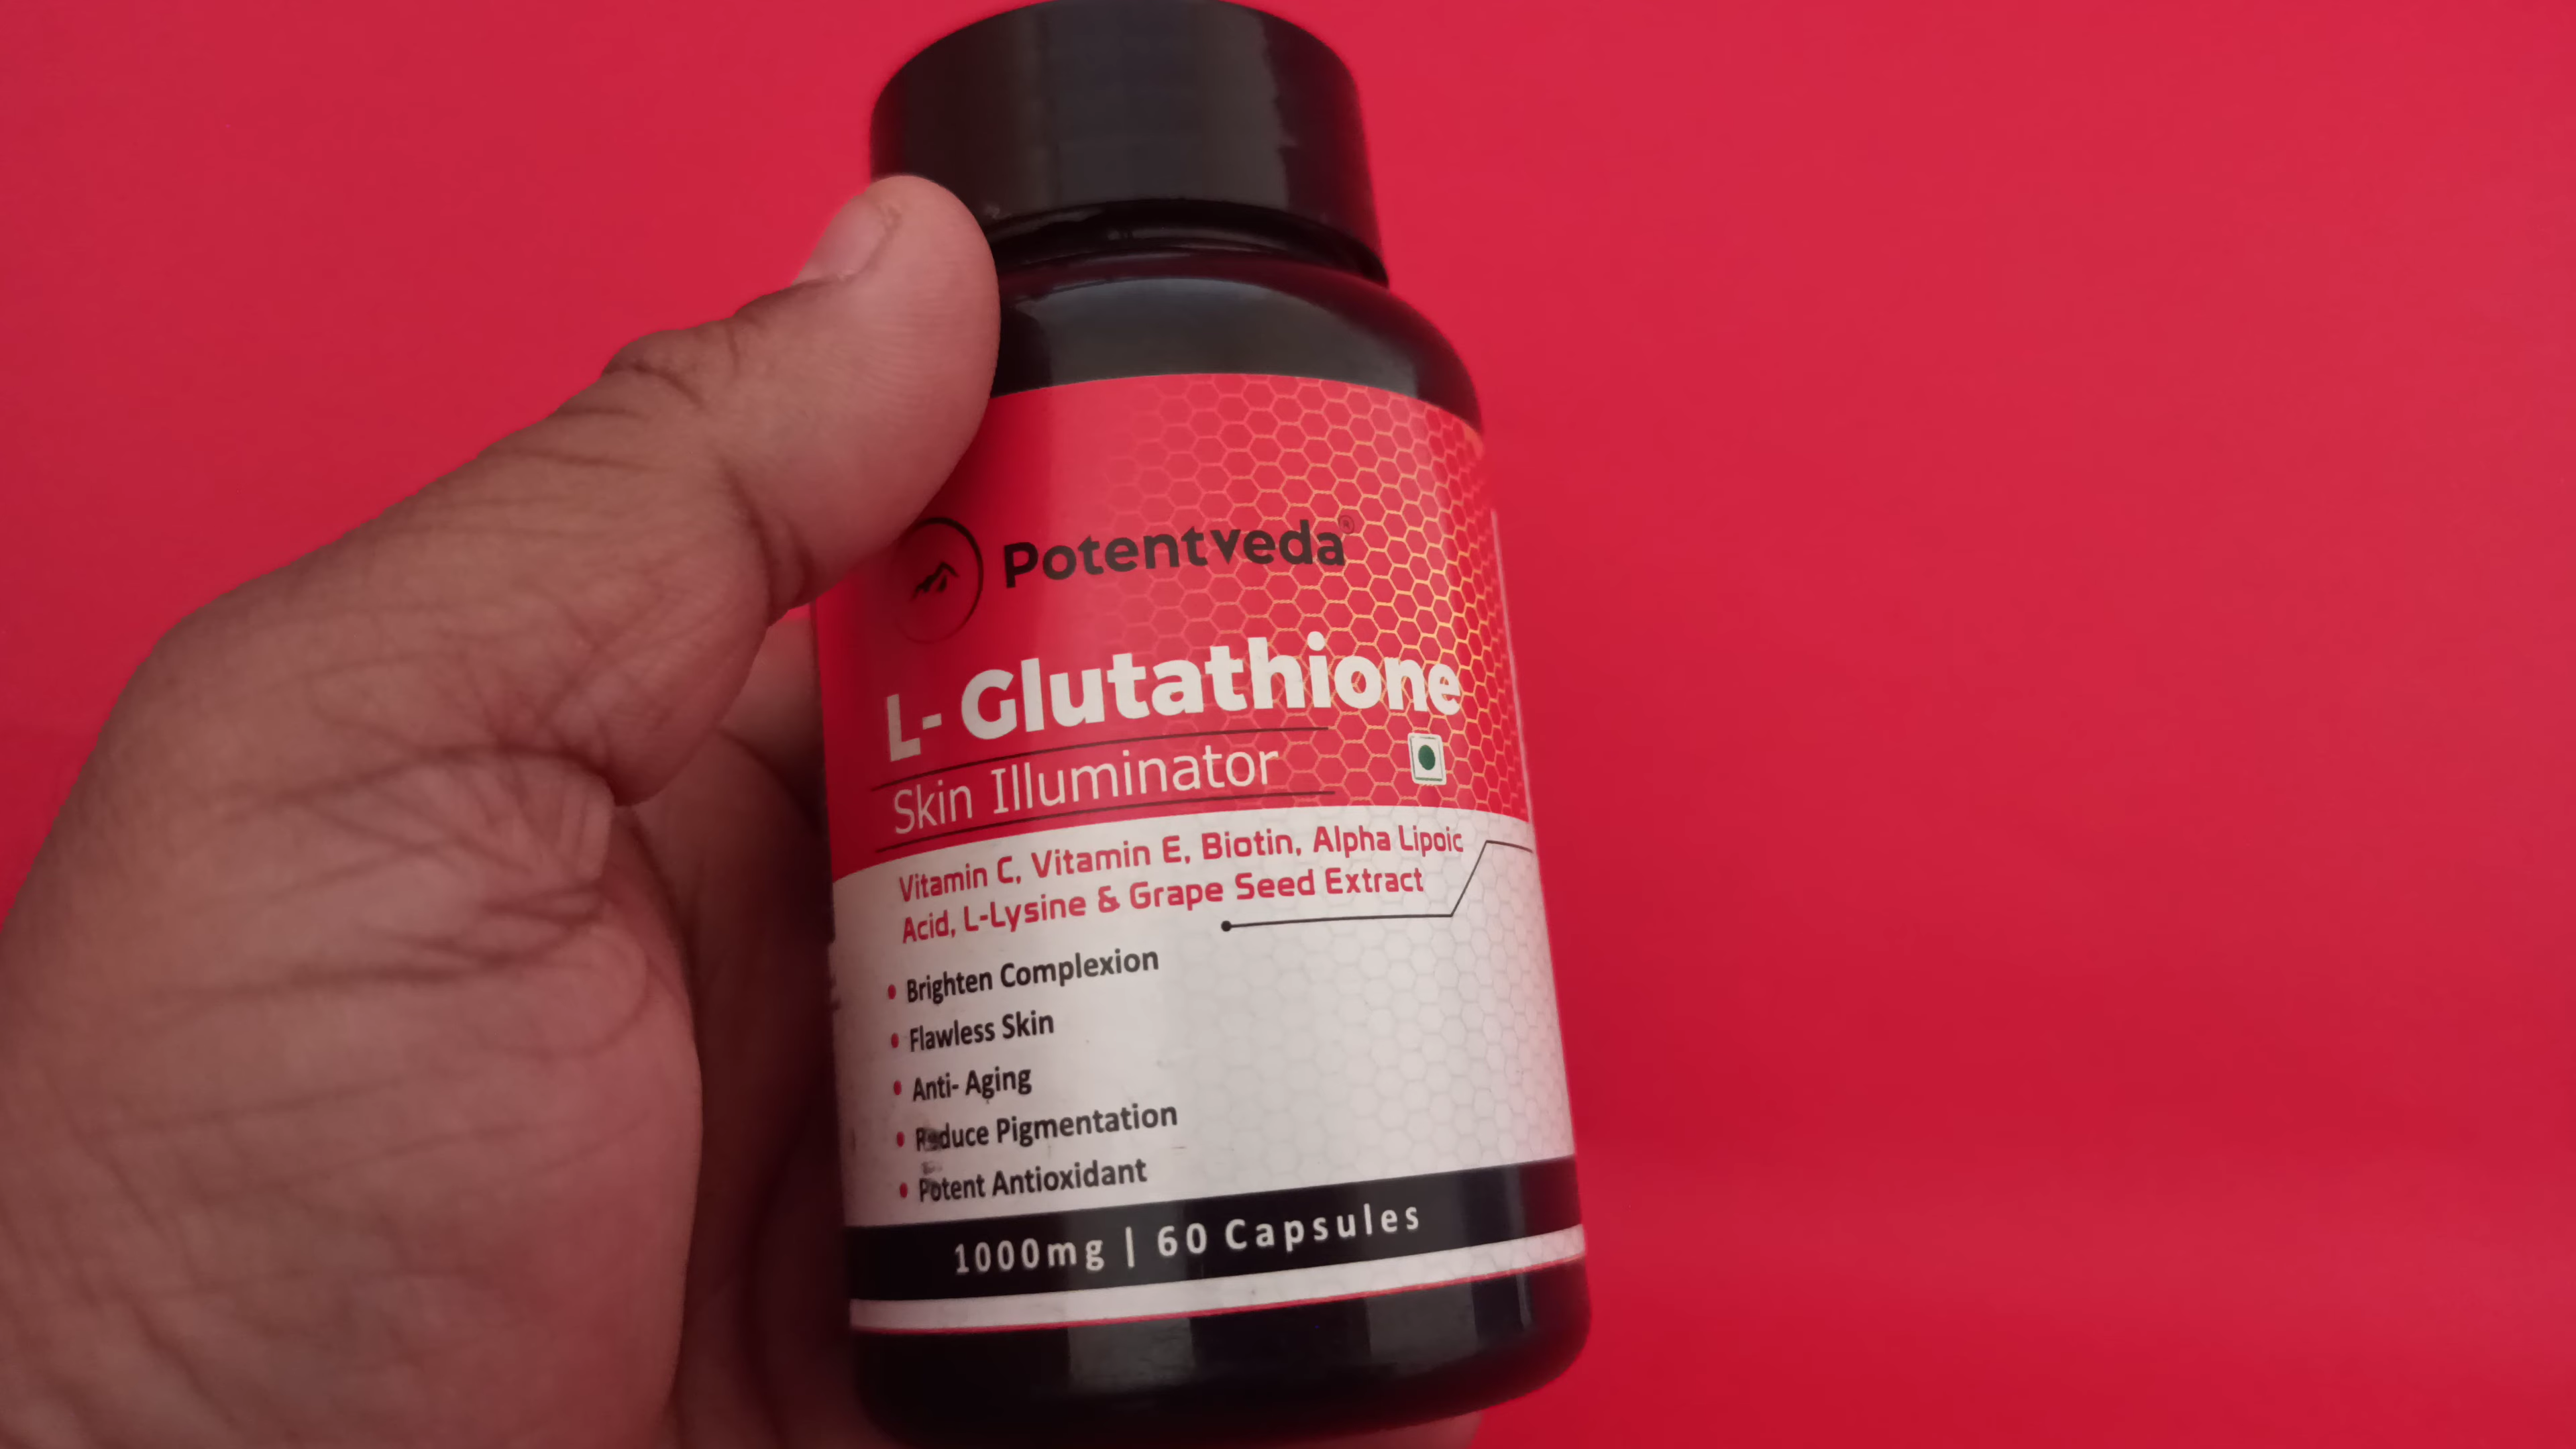 Potentveda®
L- Glutathione
Skin Illuminator
Vitamin C, Vitamin E, Biotin, Alpha Lipoic
Acid, L-Lysine & Grape Seed Extract
• Brighten Complexion
• Flawless Skin
• Anti- Aging
• Reduce Pigmentation
• Potent Antioxidant
1000mg | 60 Capsules